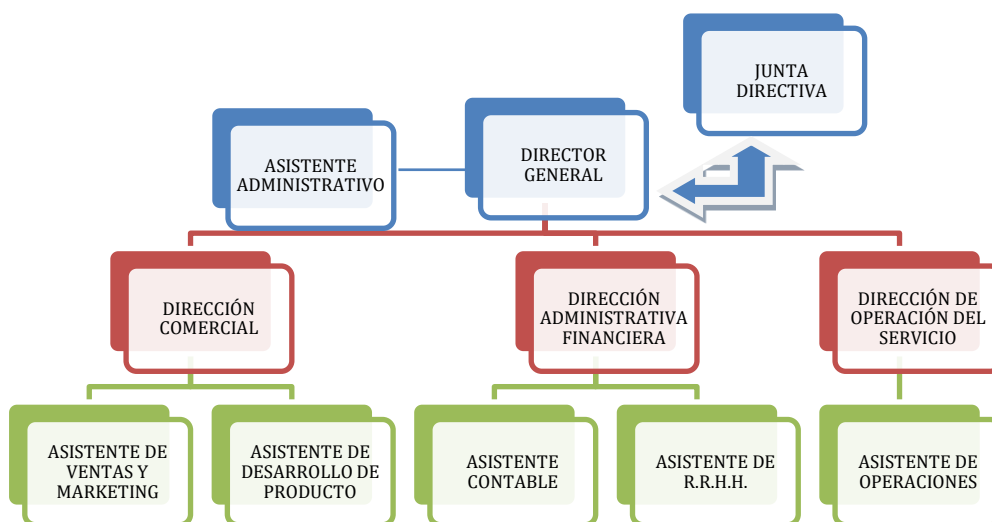 JUNTA
DIRECTIVA
ASISTENTE
ADMINISTRATIVO
DIRECTOR
GENERAL
DIRECCIÓN
COMERCIAL
DIRECCIÓN
ADMINISTRATIVA
FINANCIERA
DIRECCIÓN DE
OPERACIÓN DEL
SERVICIO
ASISTENTE DE
VENTAS Y
MARKETING
ASISTENTE DE
DESARROLLO DE
PRODUCTO
ASISTENTE
CONTABLE
ASISTENTE DE
R.R.H.H.
ASISTENTE DE
OPERACIONES